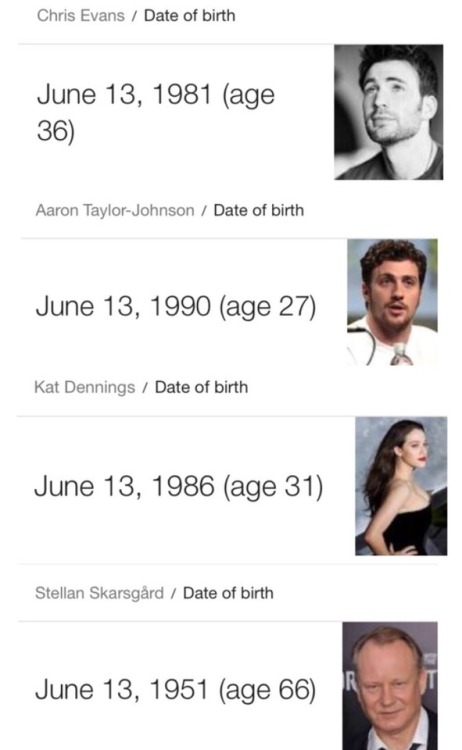 Chris Evans / Date of birth
June 13, 1981 (age
36)
Aaron Taylor-Johnson / Date of birth
June 13, 1990 (age 27)
Kat Dennings / Date of birth
June 13, 1986 (age 31)
Stellan Skarsgård / Date of birth
June 13, 1951 (age 66)